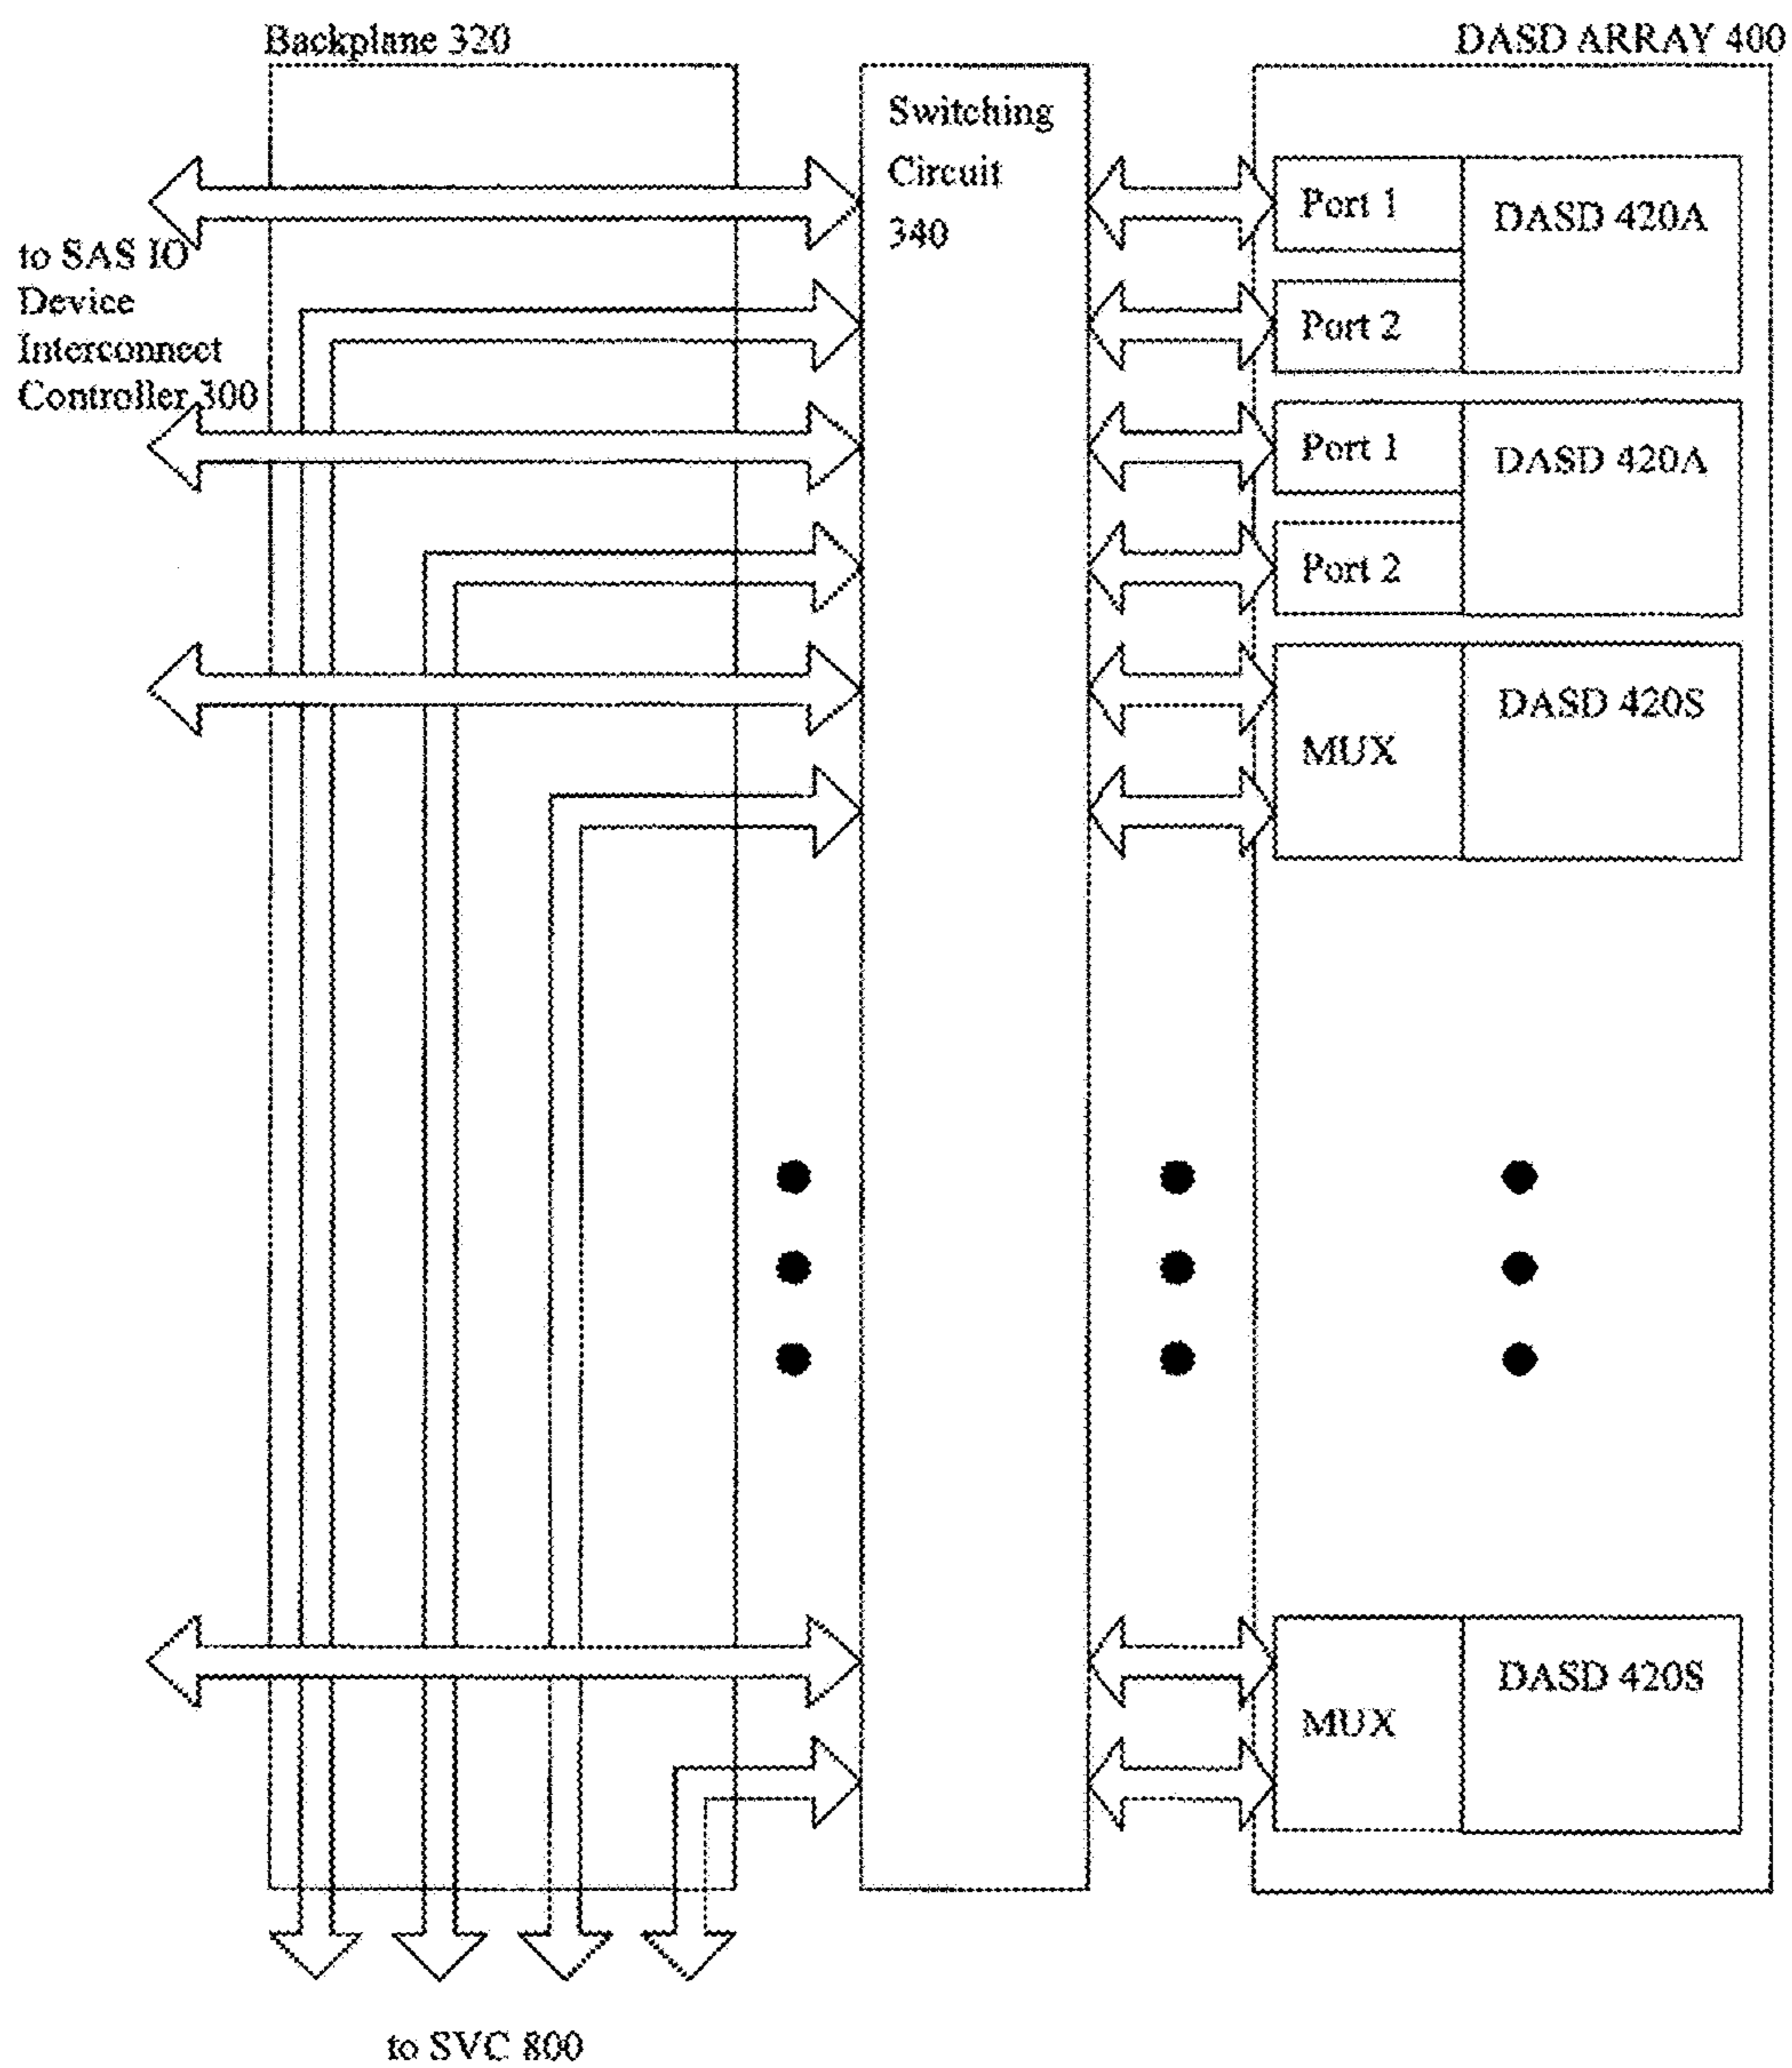 Backplane 320
DASD ARRAY 400
Switching
Circuit
340
to SAS IO
Device
Interconnect
Controller 300
Port 1
DASD 420A
Port 2
Port 1
DASD 420A
Port 2
MUX
DASD 420S
MUX
DASD 420S
to SVC 800